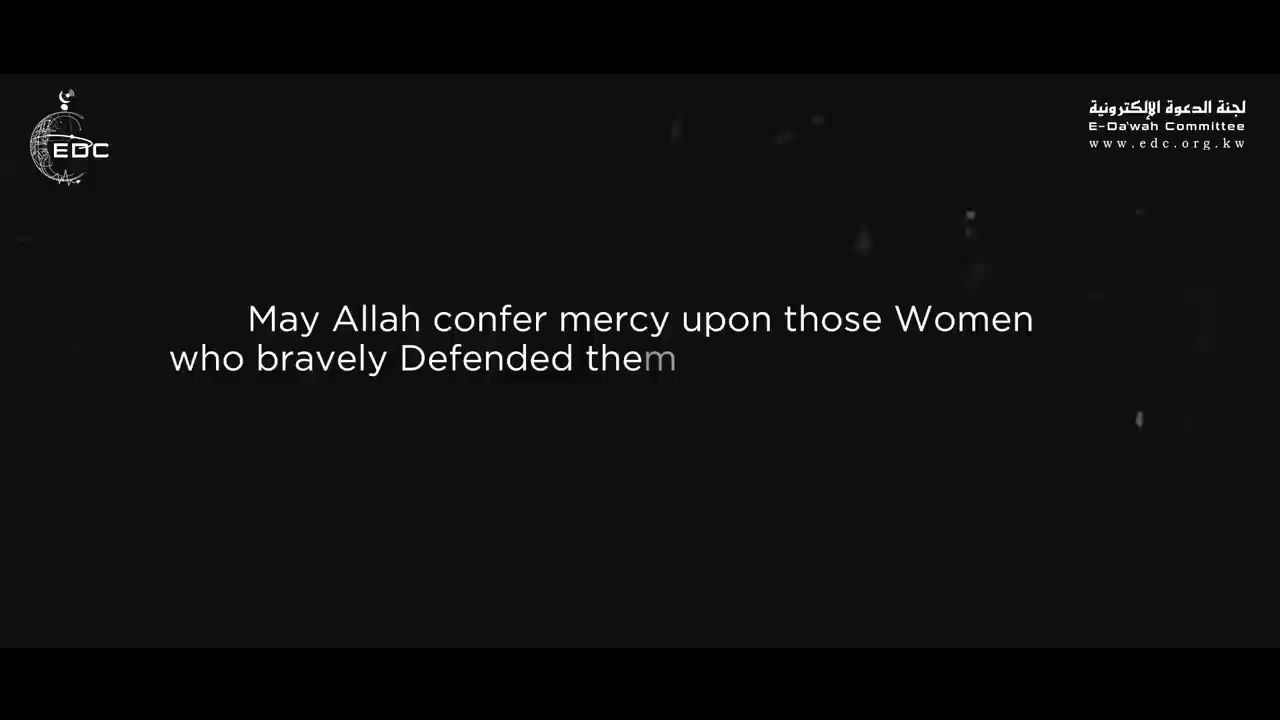 EDC
لجنة الدعوة الإلكترونية
E-Da'wah Committee
www.edc.org.kw
May Allah confer mercy upon those Women
who bravely Defended them